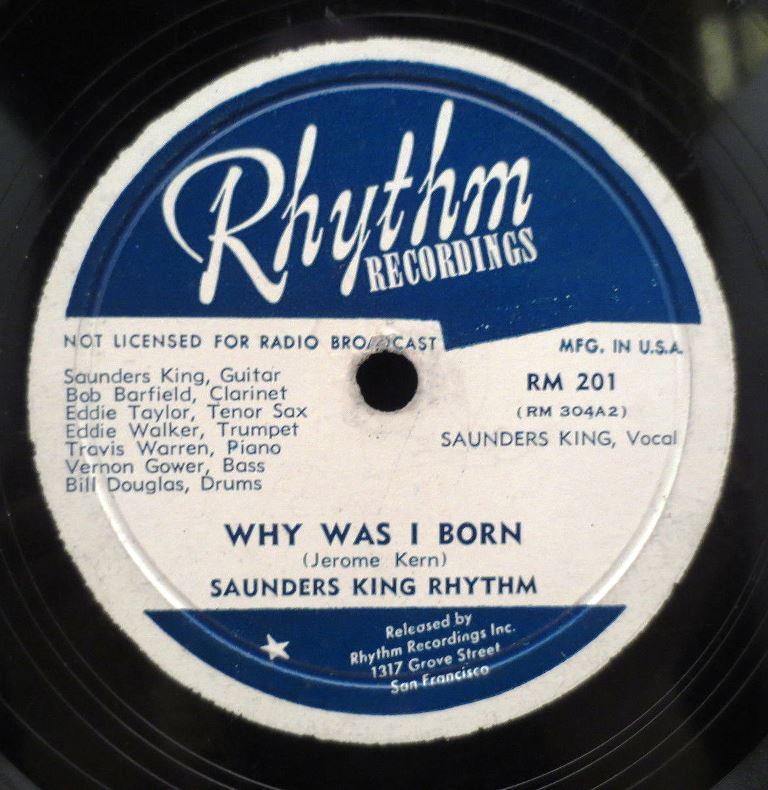 Rhythm
RECORDINGS
NOT LICENSED FOR RADIO BROADCAST
MFG. IN U.S.A.
Saunders King, Guitar
Bob Barfield, Clarinet
Eddie Taylor, Tenor Sax
Eddie Walker, Trumpet
Travis Warren, Piano
Vernon Gower, Bass
Bill Douglas, Drums
RM 201
(RM 304A2)
SAUNDERS KING, Vocal
WHY WAS I BORN
(Jerome Kern)
SAUNDERS KING RHYTHM
Released by
Rhythm Recordings Inc.
1317 Grove Street
San Francisco